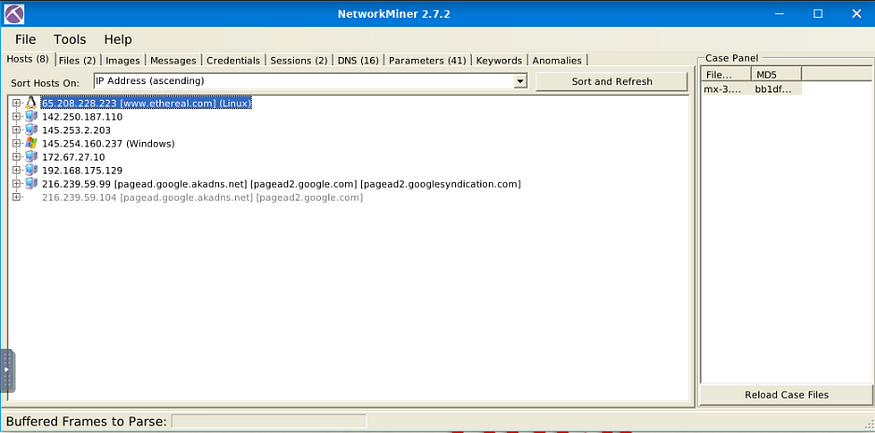 NetworkMiner 2.7.2
File Tools Help
Hosts (8) Files (2) Images Messages Credentials Sessions (2) DNS (16) Parameters (41) Keywords Anomalies
Sort Hosts On: IP Address (ascending) Sort and Refresh
65.208.228.223 [www.ethereal.com] (Linux)
142.250.187.110
145.253.2.203
145.254.160.237 (Windows)
172.67.27.10
192.168.175.129
216.239.59.99 [pagead.google.akadns.net] [pagead2.google.com] [pagead2.googlesyndication.com]
216.239.59.104 [pagead.google.akadns.net] [pagead2.google.com]
Case Panel
File... MD5
mx-3.... bb1df...
Reload Case Files
Buffered Frames to Parse: